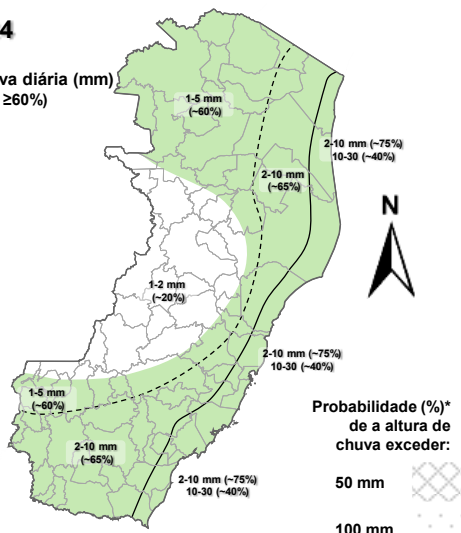 4
va diária (mm)
≥60%)
1-5 mm
(~60%)
2-10 mm (~75%)
10-30 (~40%)
2-10 mm
(~65%)
N
1-2 mm
(~20%)
2-10 mm (~75%)
10-30 (~40%)
1-5 mm
(~60%)
Probabilidade (%)*
de a altura de
chuva exceder:
2-10 mm
(~65%)
2-10 mm (~75%)
10-30 (~40%)
50 mm
100 mm